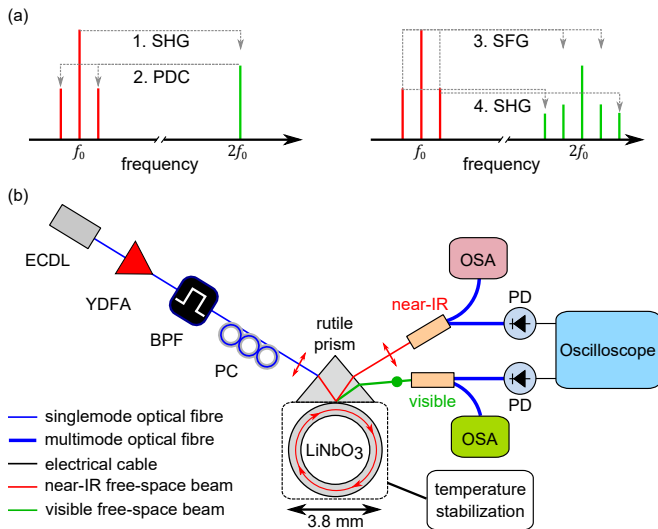 (a)
1. SHG
2. PDC
f₀
2f₀
frequency
3. SFG
4. SHG
f₀
2f₀
frequency
(b)
ECDL
YDFA
BPF
PC
rutile
prism
near-IR
OSA
PD
Oscilloscope
visible
PD
OSA
LiNbO₃
3.8 mm
temperature
stabilization
singlemode optical fibre
multimode optical fibre
electrical cable
near-IR free-space beam
visible free-space beam